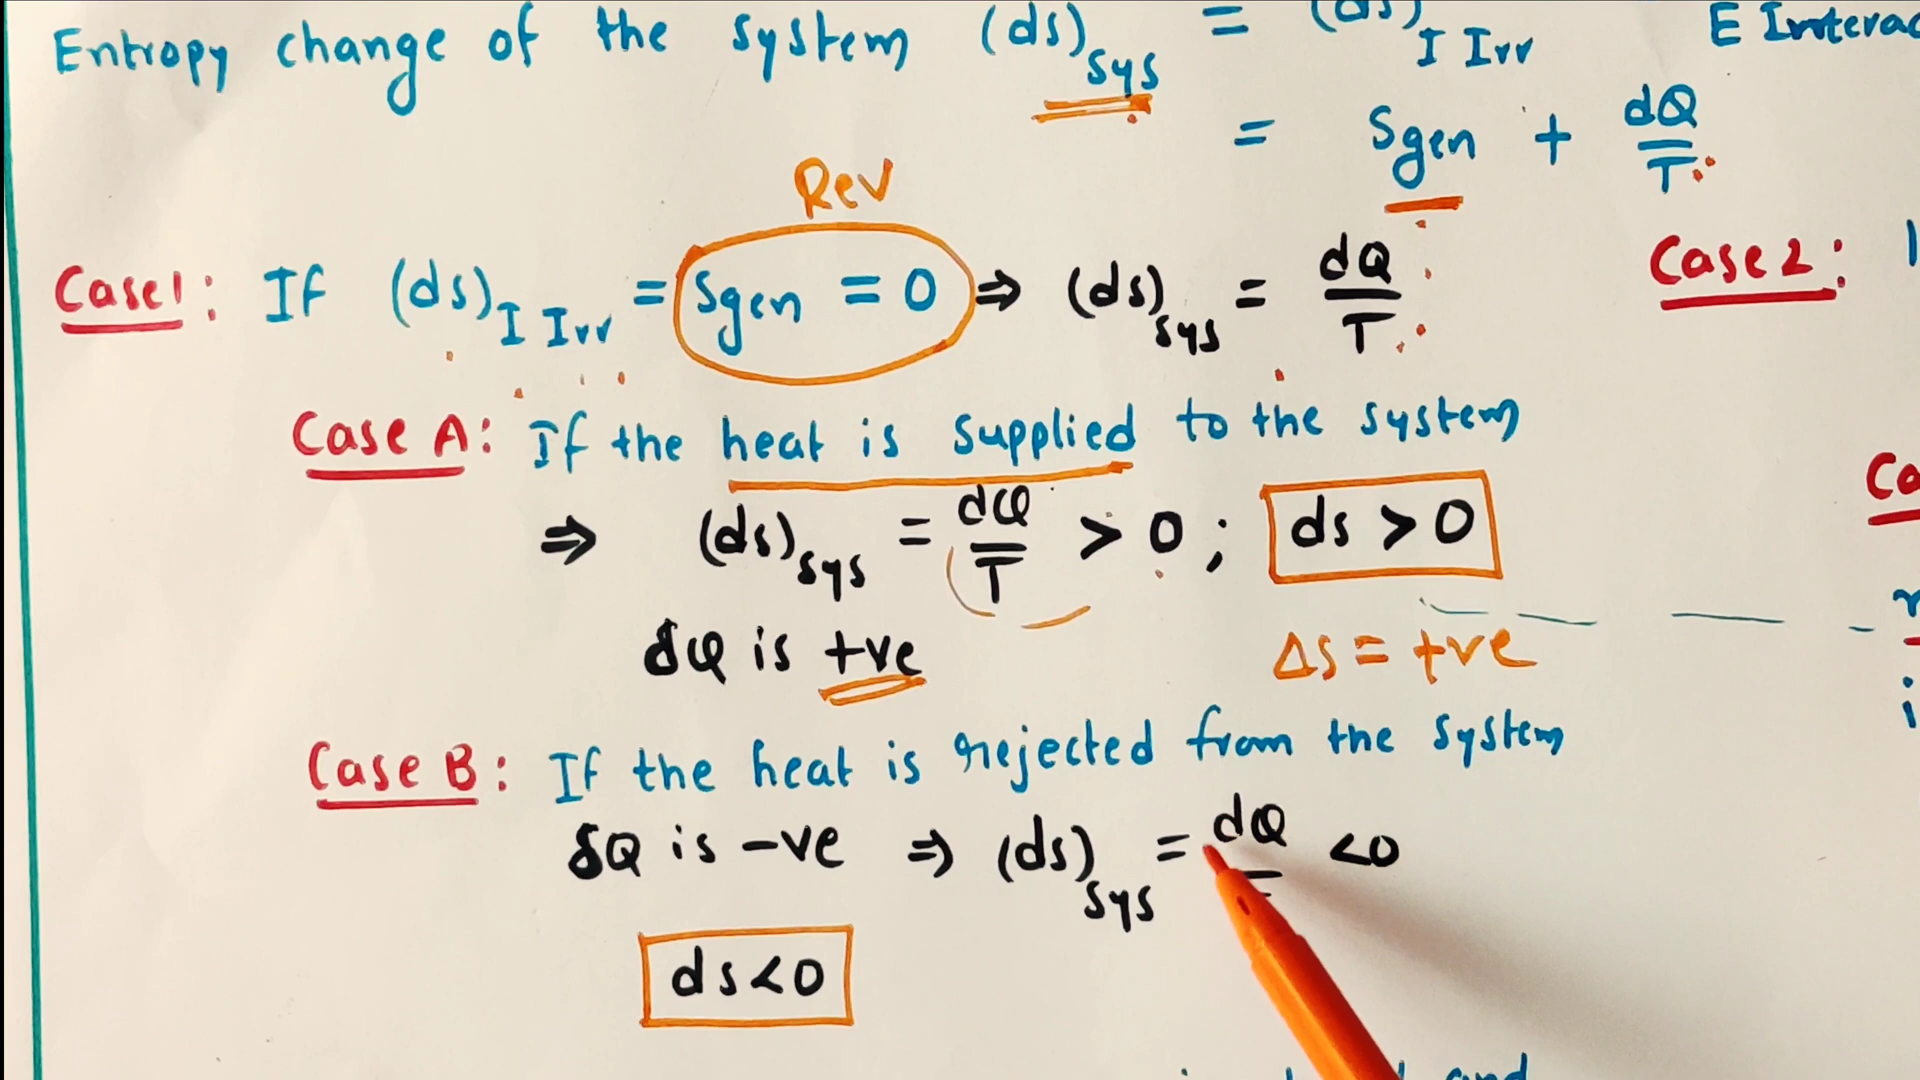 Entropy change of the system (ds)sys = (ds)I Irr
= Sgen + dQ/T
Rev
Case1: If (ds)I Irr = Sgen = 0 ⇒ (ds)sys = dQ/T
Case 2:
Case A: If the heat is supplied to the system
⇒ (ds)sys = dQ/T > 0 ; ds > 0
δQ is +ve
Δs = +ve
Case B: If the heat is rejected from the system
δQ is -ve ⇒ (ds)sys = dQ/T <0
ds<0